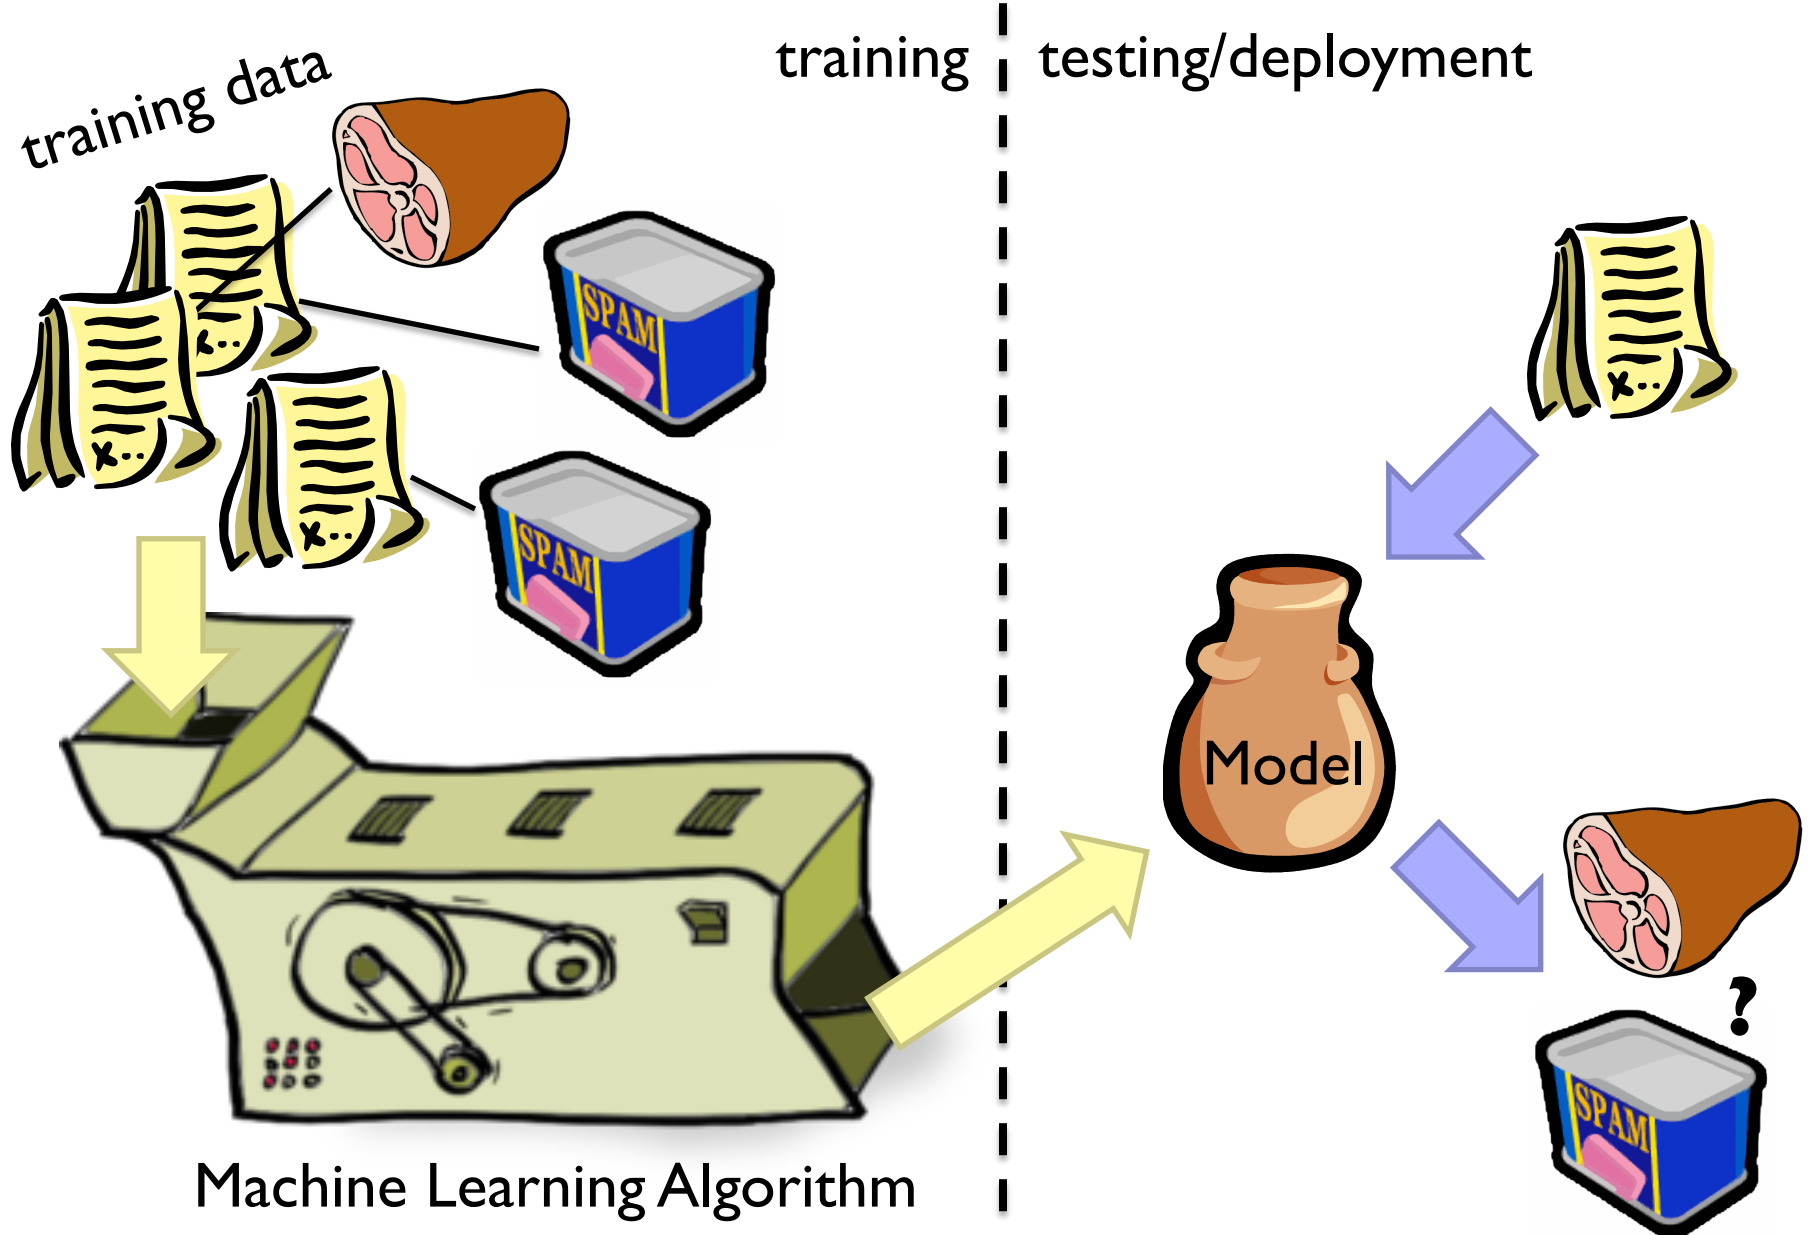 training
testing/deployment
training data
SPAM
SPAM
x..
x..
x..
x..
Model
?
SPAM
Machine Learning Algorithm